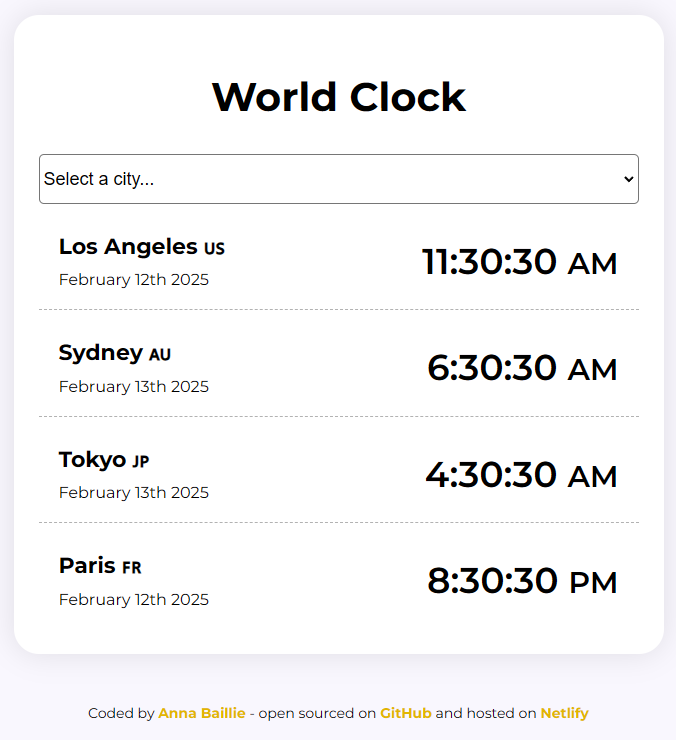 World Clock
Select a city...
Los Angeles US
February 12th 2025
11:30:30 AM
Sydney AU
February 13th 2025
6:30:30 AM
Tokyo JP
February 13th 2025
4:30:30 AM
Paris FR
February 12th 2025
8:30:30 PM
Coded by Anna Baillie - open sourced on GitHub and hosted on Netlify